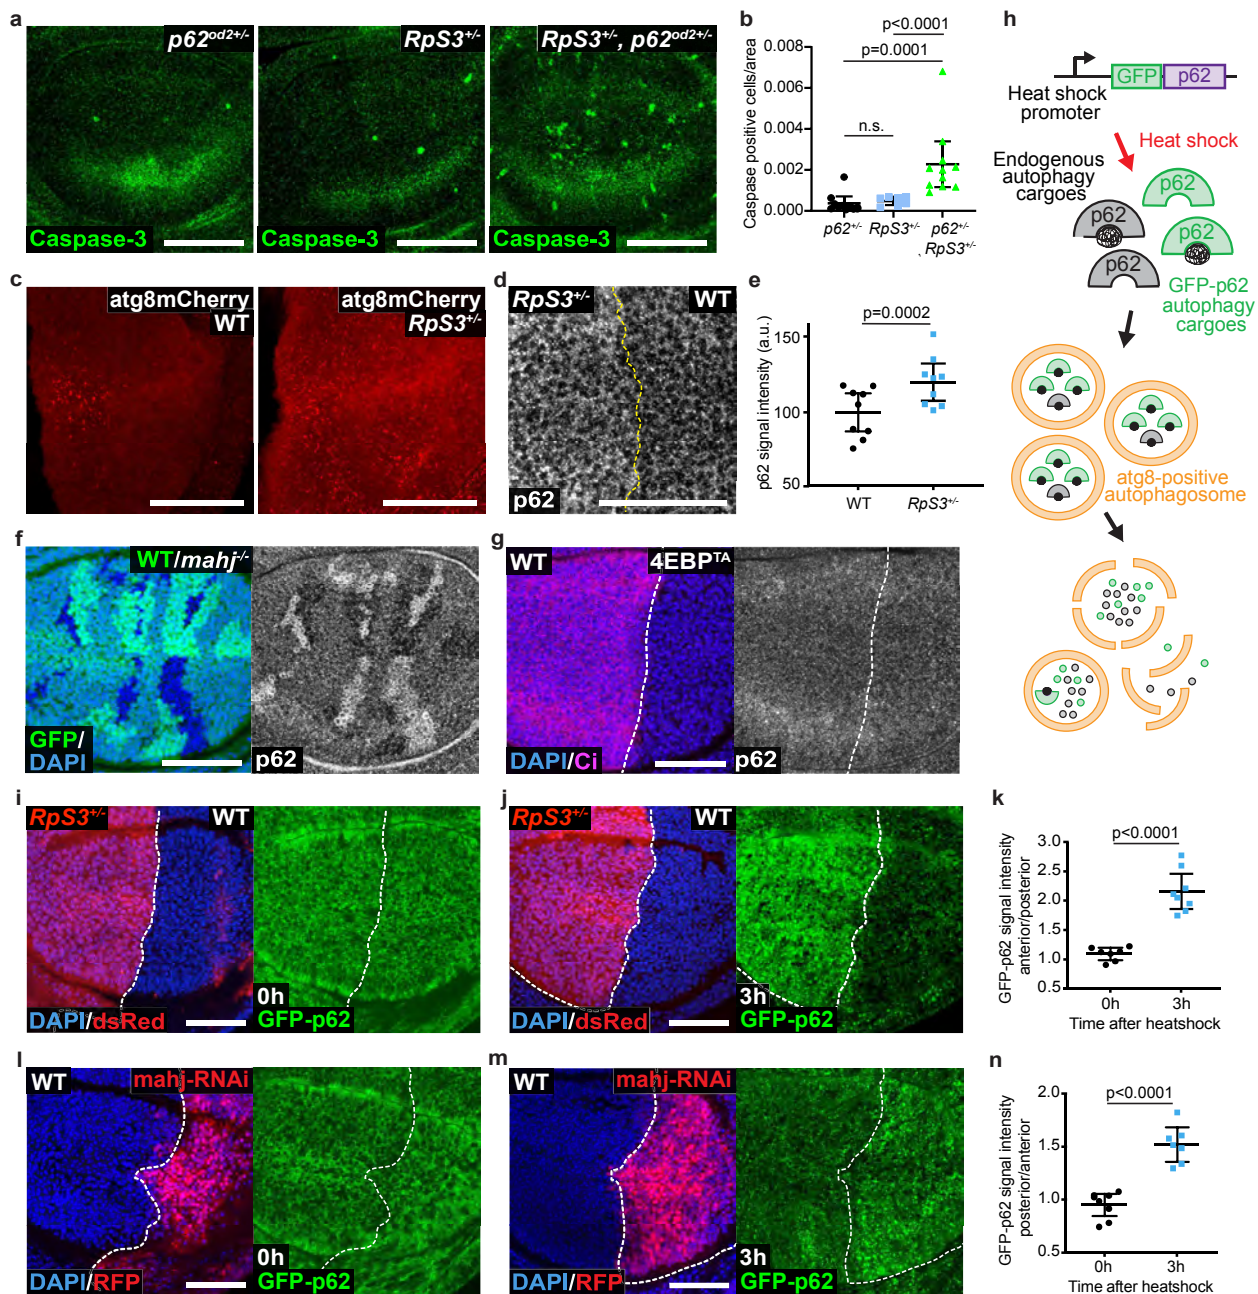 a
p62od2+/-
RpS3+/-
RpS3+/-, p62od2+/-
Caspase-3
Caspase-3
Caspase-3
b
p<0.0001
p=0.0001
n.s.
Caspase positive cells/area
0.008
0.006
0.004
0.002
0.000
p62+/-
RpS3+/-
p62+/-
, RpS3+/-
c
atg8mCherry
WT
atg8mCherry
RpS3+/-
d
RpS3+/-
WT
p62
e
p=0.0002
p62 signal intensity (a.u.)
150
100
50
WT
RpS3+/-
f
WT/mahj-/-
GFP/
DAPI
p62
g
WT
4EBPTA
DAPI/Ci
p62
h
GFP
p62
Heat shock
promoter
Heat shock
Endogenous
autophagy
cargoes
p62
p62
p62
p62
GFP-p62
autophagy
cargoes
atg8-positive
autophagosome
i
RpS3+/-
WT
DAPI/dsRed
0h
GFP-p62
j
RpS3+/-
WT
DAPI/dsRed
3h
GFP-p62
k
p<0.0001
GFP-p62 signal intensity
anterior/posterior
3.0
2.5
2.0
1.5
1.0
0.5
0h
3h
Time after heatshock
l
WT
mahj-RNAi
DAPI/RFP
0h
GFP-p62
m
WT
mahj-RNAi
DAPI/RFP
3h
GFP-p62
n
p<0.0001
GFP-p62 signal intensity
posterior/anterior
2.0
1.5
1.0
0.5
0h
3h
Time after heatshock